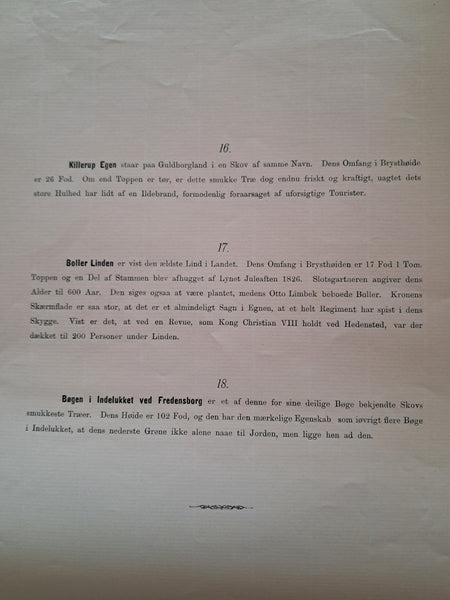 16.
Killerup Egen staar paa Guldborgland i en Skov af samme Navn. Dens Omfang i Brysthøide
er 26 Fod. Om end Toppen er tør, er dette smukke Træ dog endnu friskt og kraftigt, uagtet dets
store Hulhed har lidt af en Ildebrand, formodenlig foraarsaget af uforsigtige Tourister.
17.
Boller Linden er vist den ældste Lind i Landet. Dens Omfang i Brysthøiden er 17 Fod 1 Tom.
Toppen og en Del af Stammen blev afhugget af Lynet Juleaften 1826. Slotsgartneren angiver dens
Alder til 600 Aar. Den siges ogsaa at være plantet, medens Otto Limbek beboede Boller. Kronens
Skærmflade er saa stor, at det er et almindeligt Sagn i Egnen, at et helt Regiment har spist i dens
Skygge. Vist er det, at ved en Revue, som Kong Christian VIII holdt ved Hedensted, var der
dækket til 200 Personer under Linden.
18.
Bøgen i Indelukket ved Fredensborg er et af denne for sine deilige Bøge bekjendte Skovs
smukkeste Træer. Dens Høide er 102 Fod, og den har den mærkelige Egenskab som iøvrigt flere Bøge
i Indelukket, at dens nederste Grene ikke alene naae til Jorden, men ligge hen ad den.